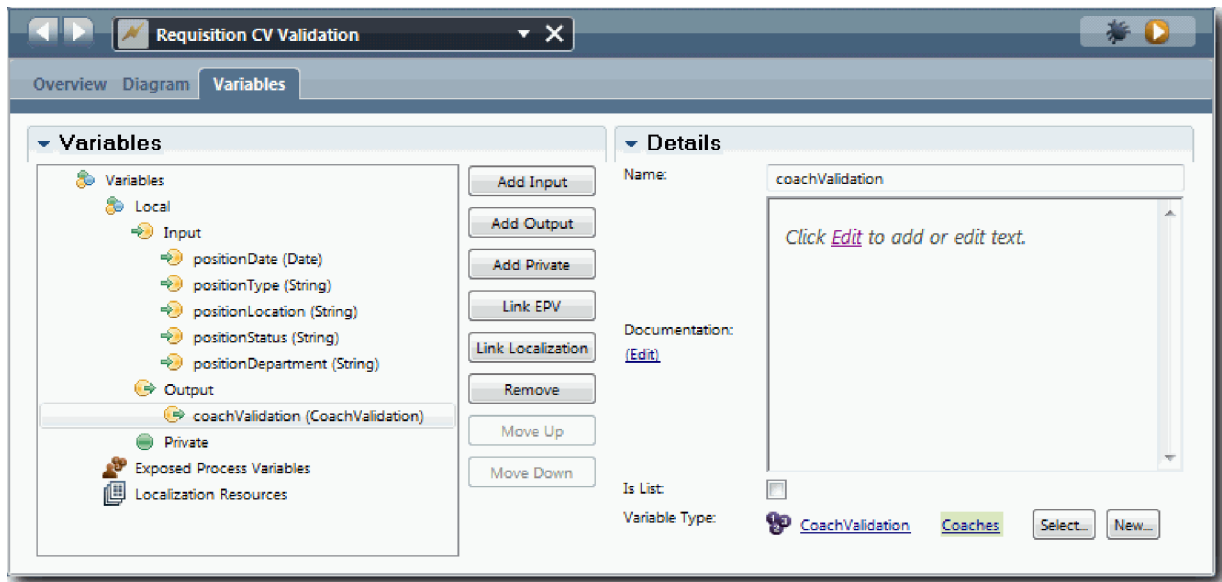 Requisition CV Validation
Overview Diagram Variables
Variables
Variables
Local
Input
positionDate (Date)
positionType (String)
positionLocation (String)
positionStatus (String)
positionDepartment (String)
Output
coachValidation (CoachValidation)
Private
Exposed Process Variables
Localization Resources
Add Input
Add Output
Add Private
Link EPV
Link Localization
Remove
Move Up
Move Down
Details
Name: coachValidation
Click Edit to add or edit text.
Documentation:
(Edit)
Is List:
Variable Type: CoachValidation Coaches Select... New...